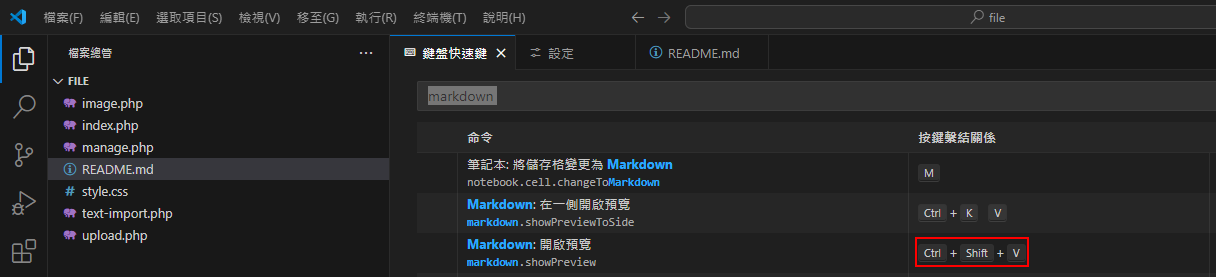 檔案(F) 編輯(E) 選取項目(S) 檢視(V) 移至(G) 執行(R) 終端機(T) 說明(H) file
檔案總管 ···
鍵盤快速鍵 設定 README.md
FILE
image.php
index.php
manage.php
README.md
style.css
text-import.php
upload.php
markdown
命令 按鍵繫結關係
筆記本: 將儲存格變更為 Markdown
notebook.cell.changeToMarkdown
M
Markdown: 在一側開啟預覽
markdown.showPreviewToSide
Ctrl + K V
Markdown: 開啟預覽
markdown.showPreview
Ctrl + Shift + V